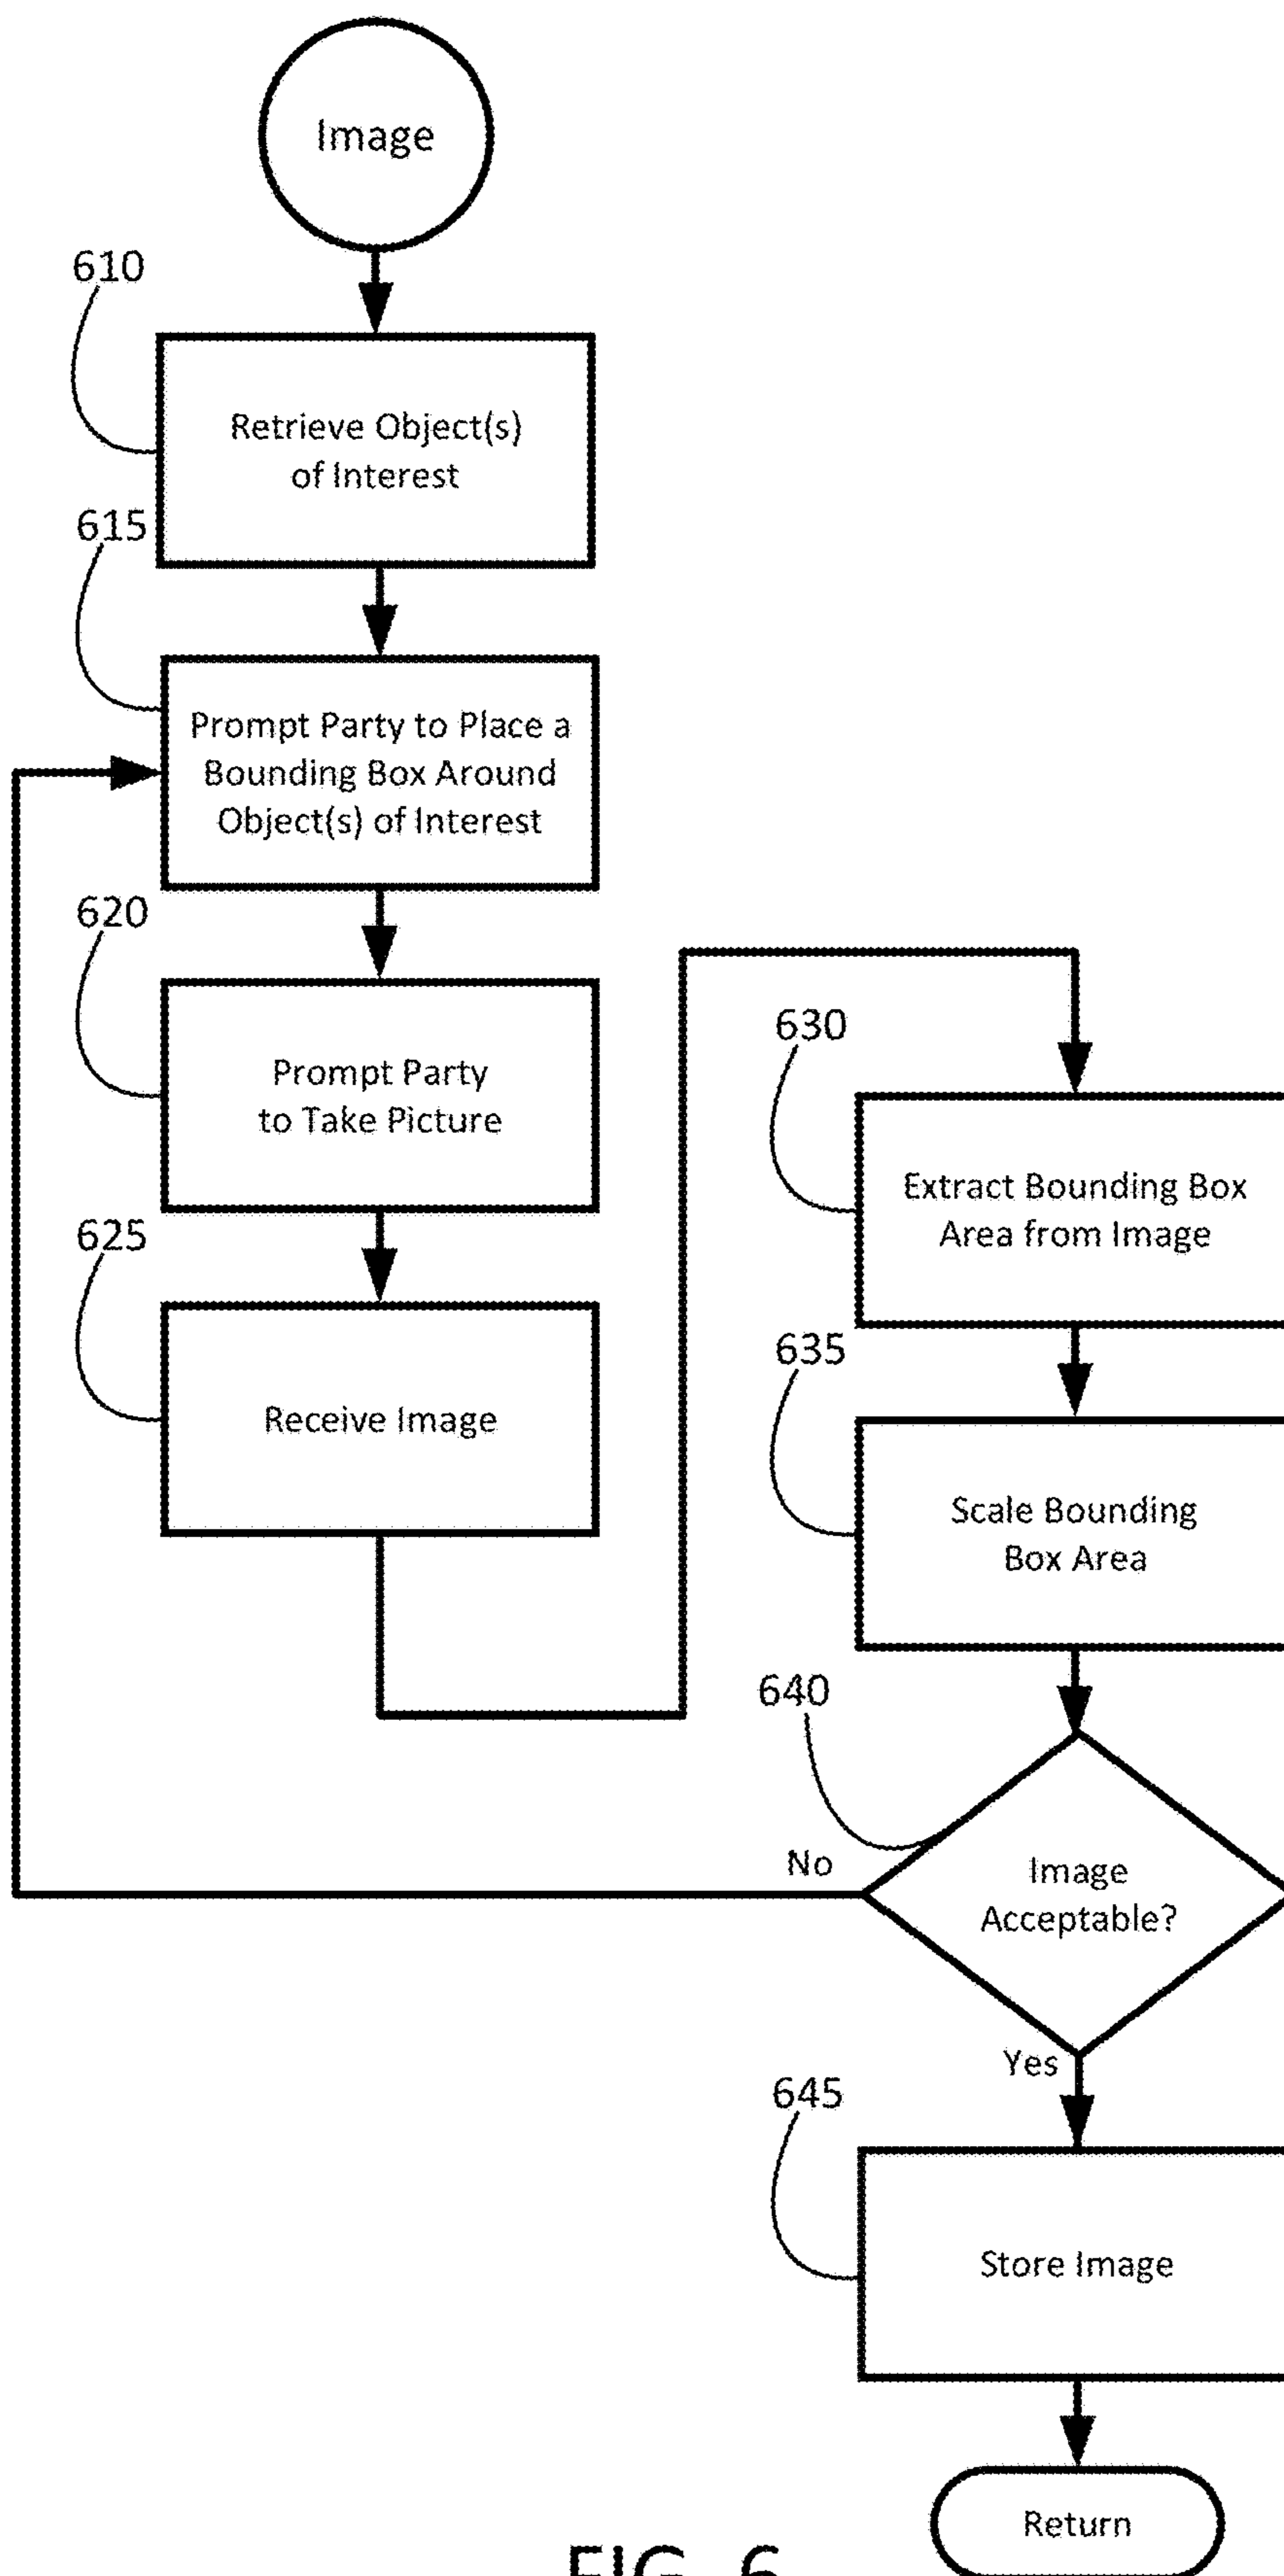 Image
610
Retrieve Object(s)
of Interest
615
Prompt Party to Place a
Bounding Box Around
Object(s) of Interest
620
Prompt Party
to Take Picture
625
Receive Image
630
Extract Bounding Box
Area from Image
635
Scale Bounding
Box Area
640
No
Image
Acceptable?
Yes
645
Store Image
Return
FIG. 6